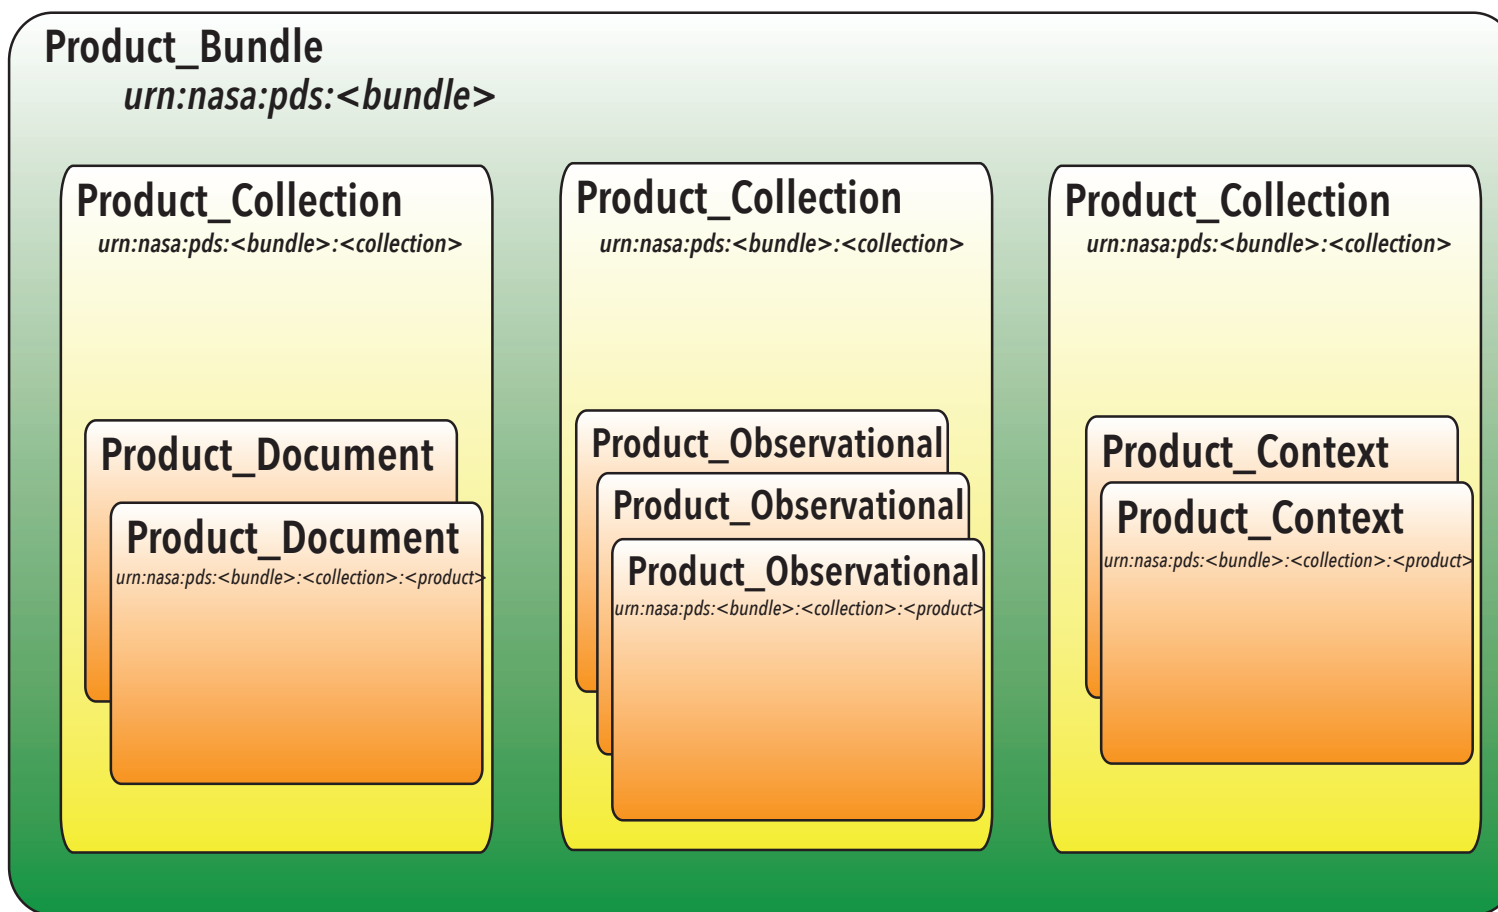 Product_Bundle
urn:nasa:pds:<bundle>
Product_Collection
urn:nasa:pds:<bundle>:<collection>
Product_Document
Product_Document
urn:nasa:pds:<bundle>:<collection>:<product>
Product_Collection
urn:nasa:pds:<bundle>:<collection>
Product_Observational
Product_Observational
Product_Observational
urn:nasa:pds:<bundle>:<collection>:<product>
Product_Collection
urn:nasa:pds:<bundle>:<collection>
Product_Context
Product_Context
urn:nasa:pds:<bundle>:<collection>:<product>